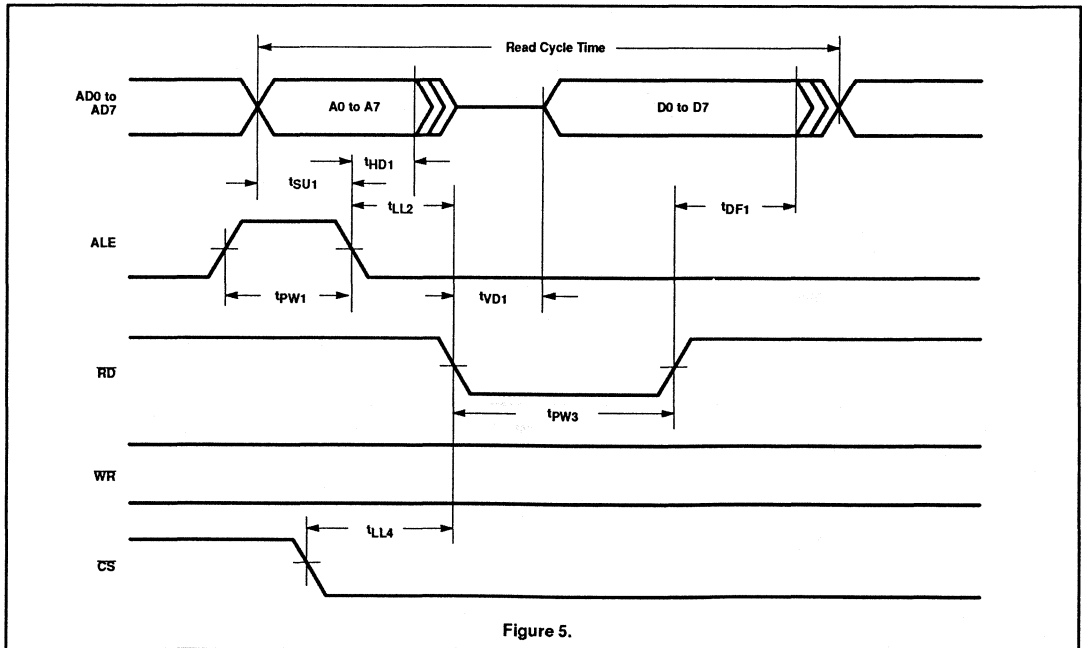 Read Cycle Time
AD0 to
AD7
A0 to A7
D0 to D7
tHD1
tSU1
tLL2
tDF1
ALE
tPW1
tVD1
RD
tPW3
WR
tLL4
CS
Figure 5.